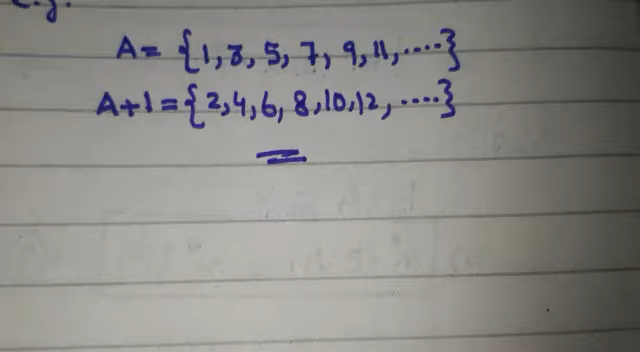 e.g.
A = {1, 3, 5, 7, 9, 11, ....}
A+1 = {2, 4, 6, 8, 10, 12, ....}